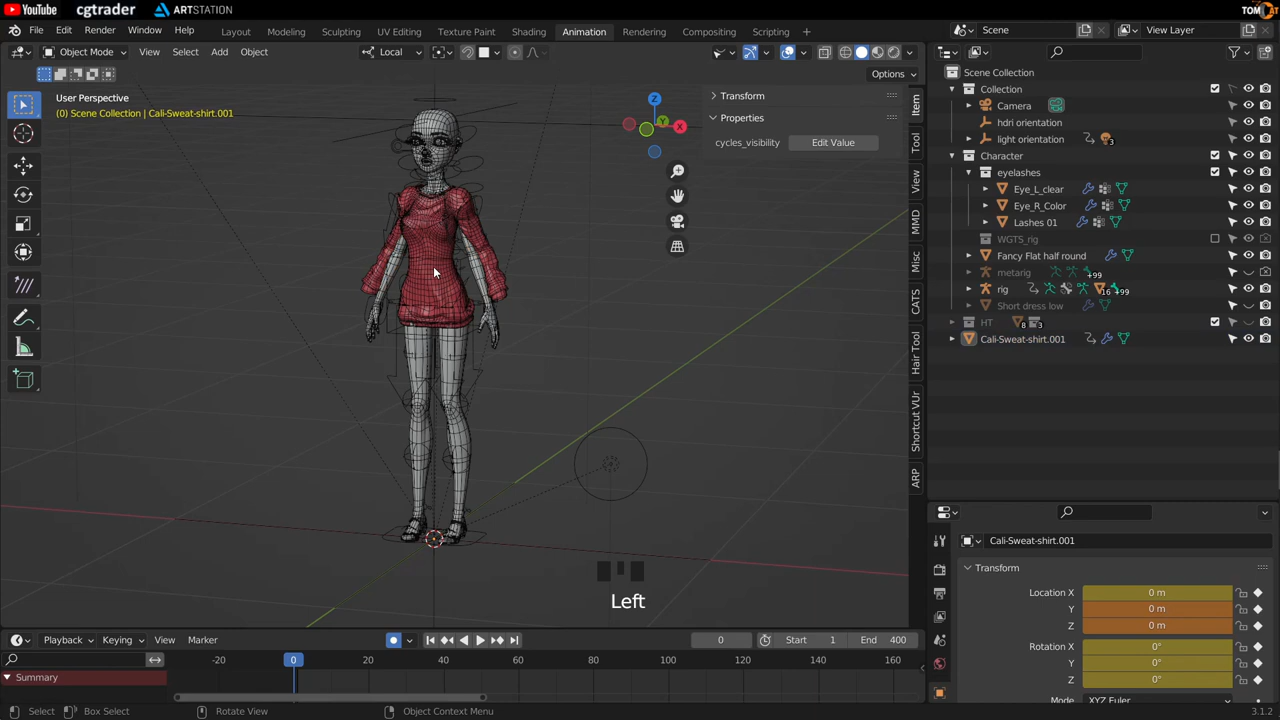 YouTube cgtrader ARTSTATION TOM CAT
File Edit Render Window Help Layout Modeling Sculpting UV Editing Texture Paint Shading Animation Rendering Compositing Scripting + Scene View Layer
Object Mode View Select Add Object Local
Options
User Perspective
(0) Scene Collection | Cali-Sweat-shirt.001
Z
Y
X
Transform
Properties
cycles_visibility Edit Value
Item
Tool
View
MMD
Misc
CATS
Hair Tool
Shortcut VUr
ARP
Scene Collection
Collection
Camera
hdri orientation
light orientation 3
Character
eyelashes
Eye_L_clear
Eye_R_Color
Lashes 01
WGTS_rig
Fancy Flat half round
metarig +99
rig 16 +99
Short dress low
HT 8 3
Cali-Sweat-shirt.001
Left
Cali-Sweat-shirt.001
Transform
Location X 0 m
Y 0 m
Z 0 m
Rotation X 0°
Y 0°
Z 0°
Mode XYZ Euler
Playback Keying View Marker 0 Start 1 End 400
-20 0 20 40 60 80 100 120 140 160
Summary
Select Box Select Rotate View Object Context Menu 3.1.2